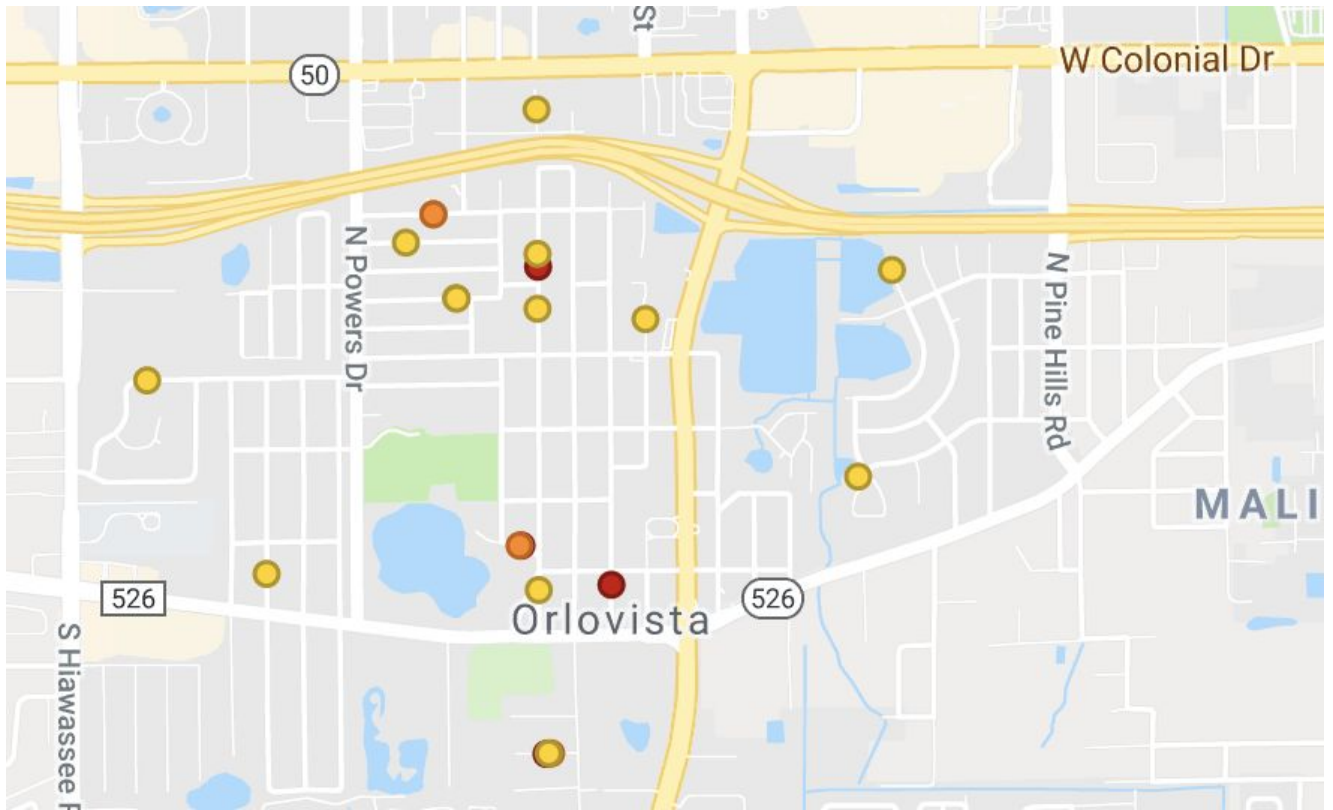 St
50
W Colonial Dr
N Powers Dr
N Pine Hills Rd
MALI
526
Orlovista
526
S Hiawassee